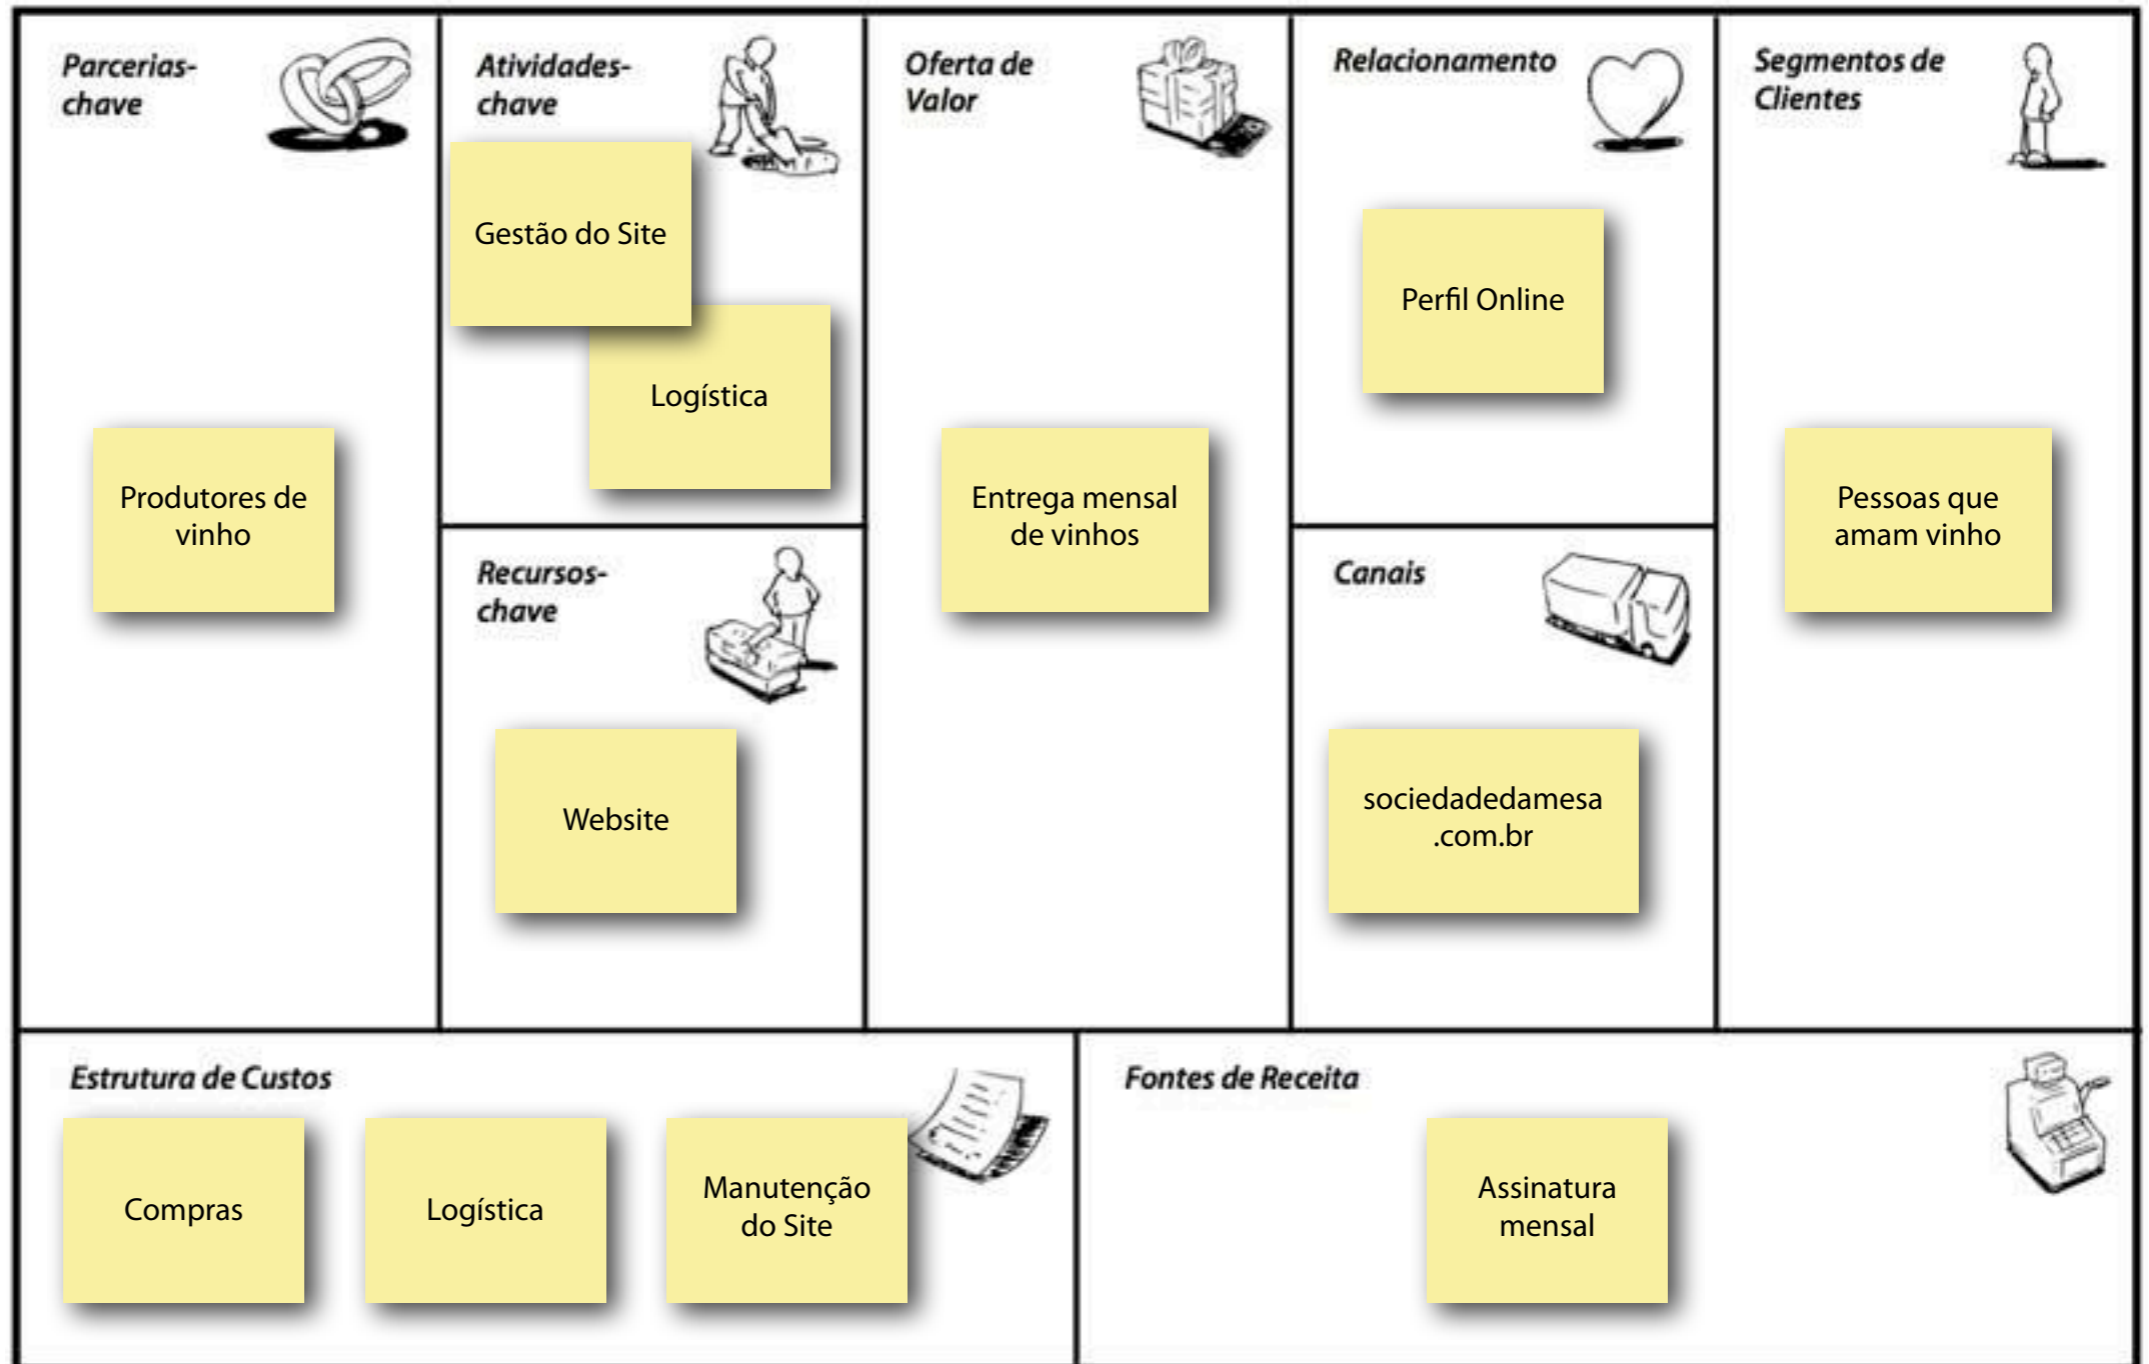 Parcerias-
chave
Produtores de
vinho
Atividades-
chave
Gestão do Site
Logística
Recursos-
chave
Website
Oferta de
Valor
Entrega mensal
de vinhos
Relacionamento
Perfil Online
Canais
sociedadedamesa
.com.br
Segmentos de
Clientes
Pessoas que
amam vinho
Estrutura de Custos
Compras
Logística
Manutenção
do Site
Fontes de Receita
Assinatura
mensal